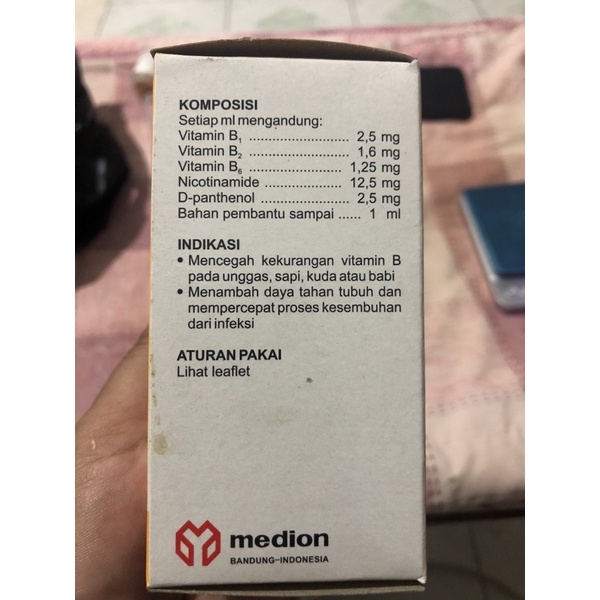 KOMPOSISI
Setiap ml mengandung:
Vitamin B₁ .......................... 2,5 mg
Vitamin B₂ .......................... 1,6 mg
Vitamin B₆ ........................ 1,25 mg
Nicotinamide .................... 12,5 mg
D-panthenol ....................... 2,5 mg
Bahan pembantu sampai ...... 1 ml
INDIKASI
• Mencegah kekurangan vitamin B
pada unggas, sapi, kuda atau babi
• Menambah daya tahan tubuh dan
mempercepat proses kesembuhan
dari infeksi
ATURAN PAKAI
Lihat leaflet
medion
BANDUNG-INDONESIA